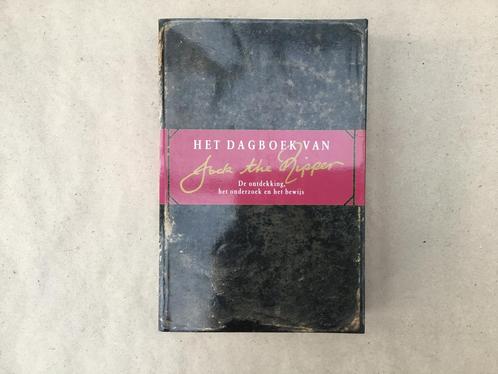 HET DAGBOEK VAN
Jack the Ripper
De ontdekking,
het onderzoek en het bewijs